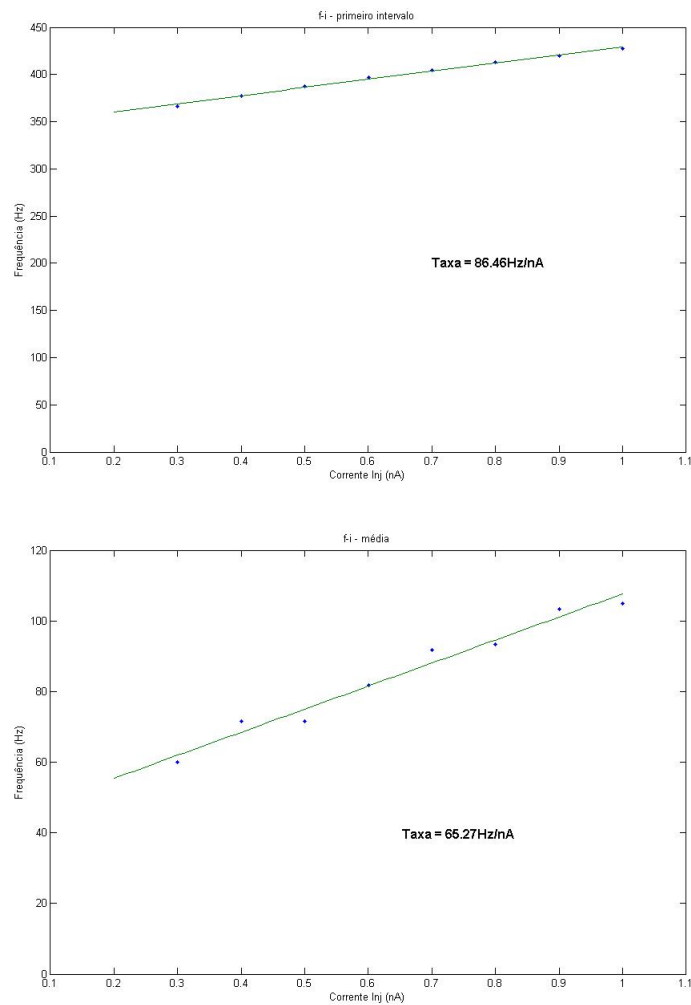 f-i - primeiro intervalo
450
400
350
300
250
200
150
100
50
0
Frequência (Hz)
Taxa = 86.46Hz/nA
0.1 0.2 0.3 0.4 0.5 0.6 0.7 0.8 0.9 1 1.1
Corrente Inj (nA)
f-i - média
120
100
80
60
40
20
0
Frequência (Hz)
Taxa = 65.27Hz/nA
0.1 0.2 0.3 0.4 0.5 0.6 0.7 0.8 0.9 1 1.1
Corrente Inj (nA)